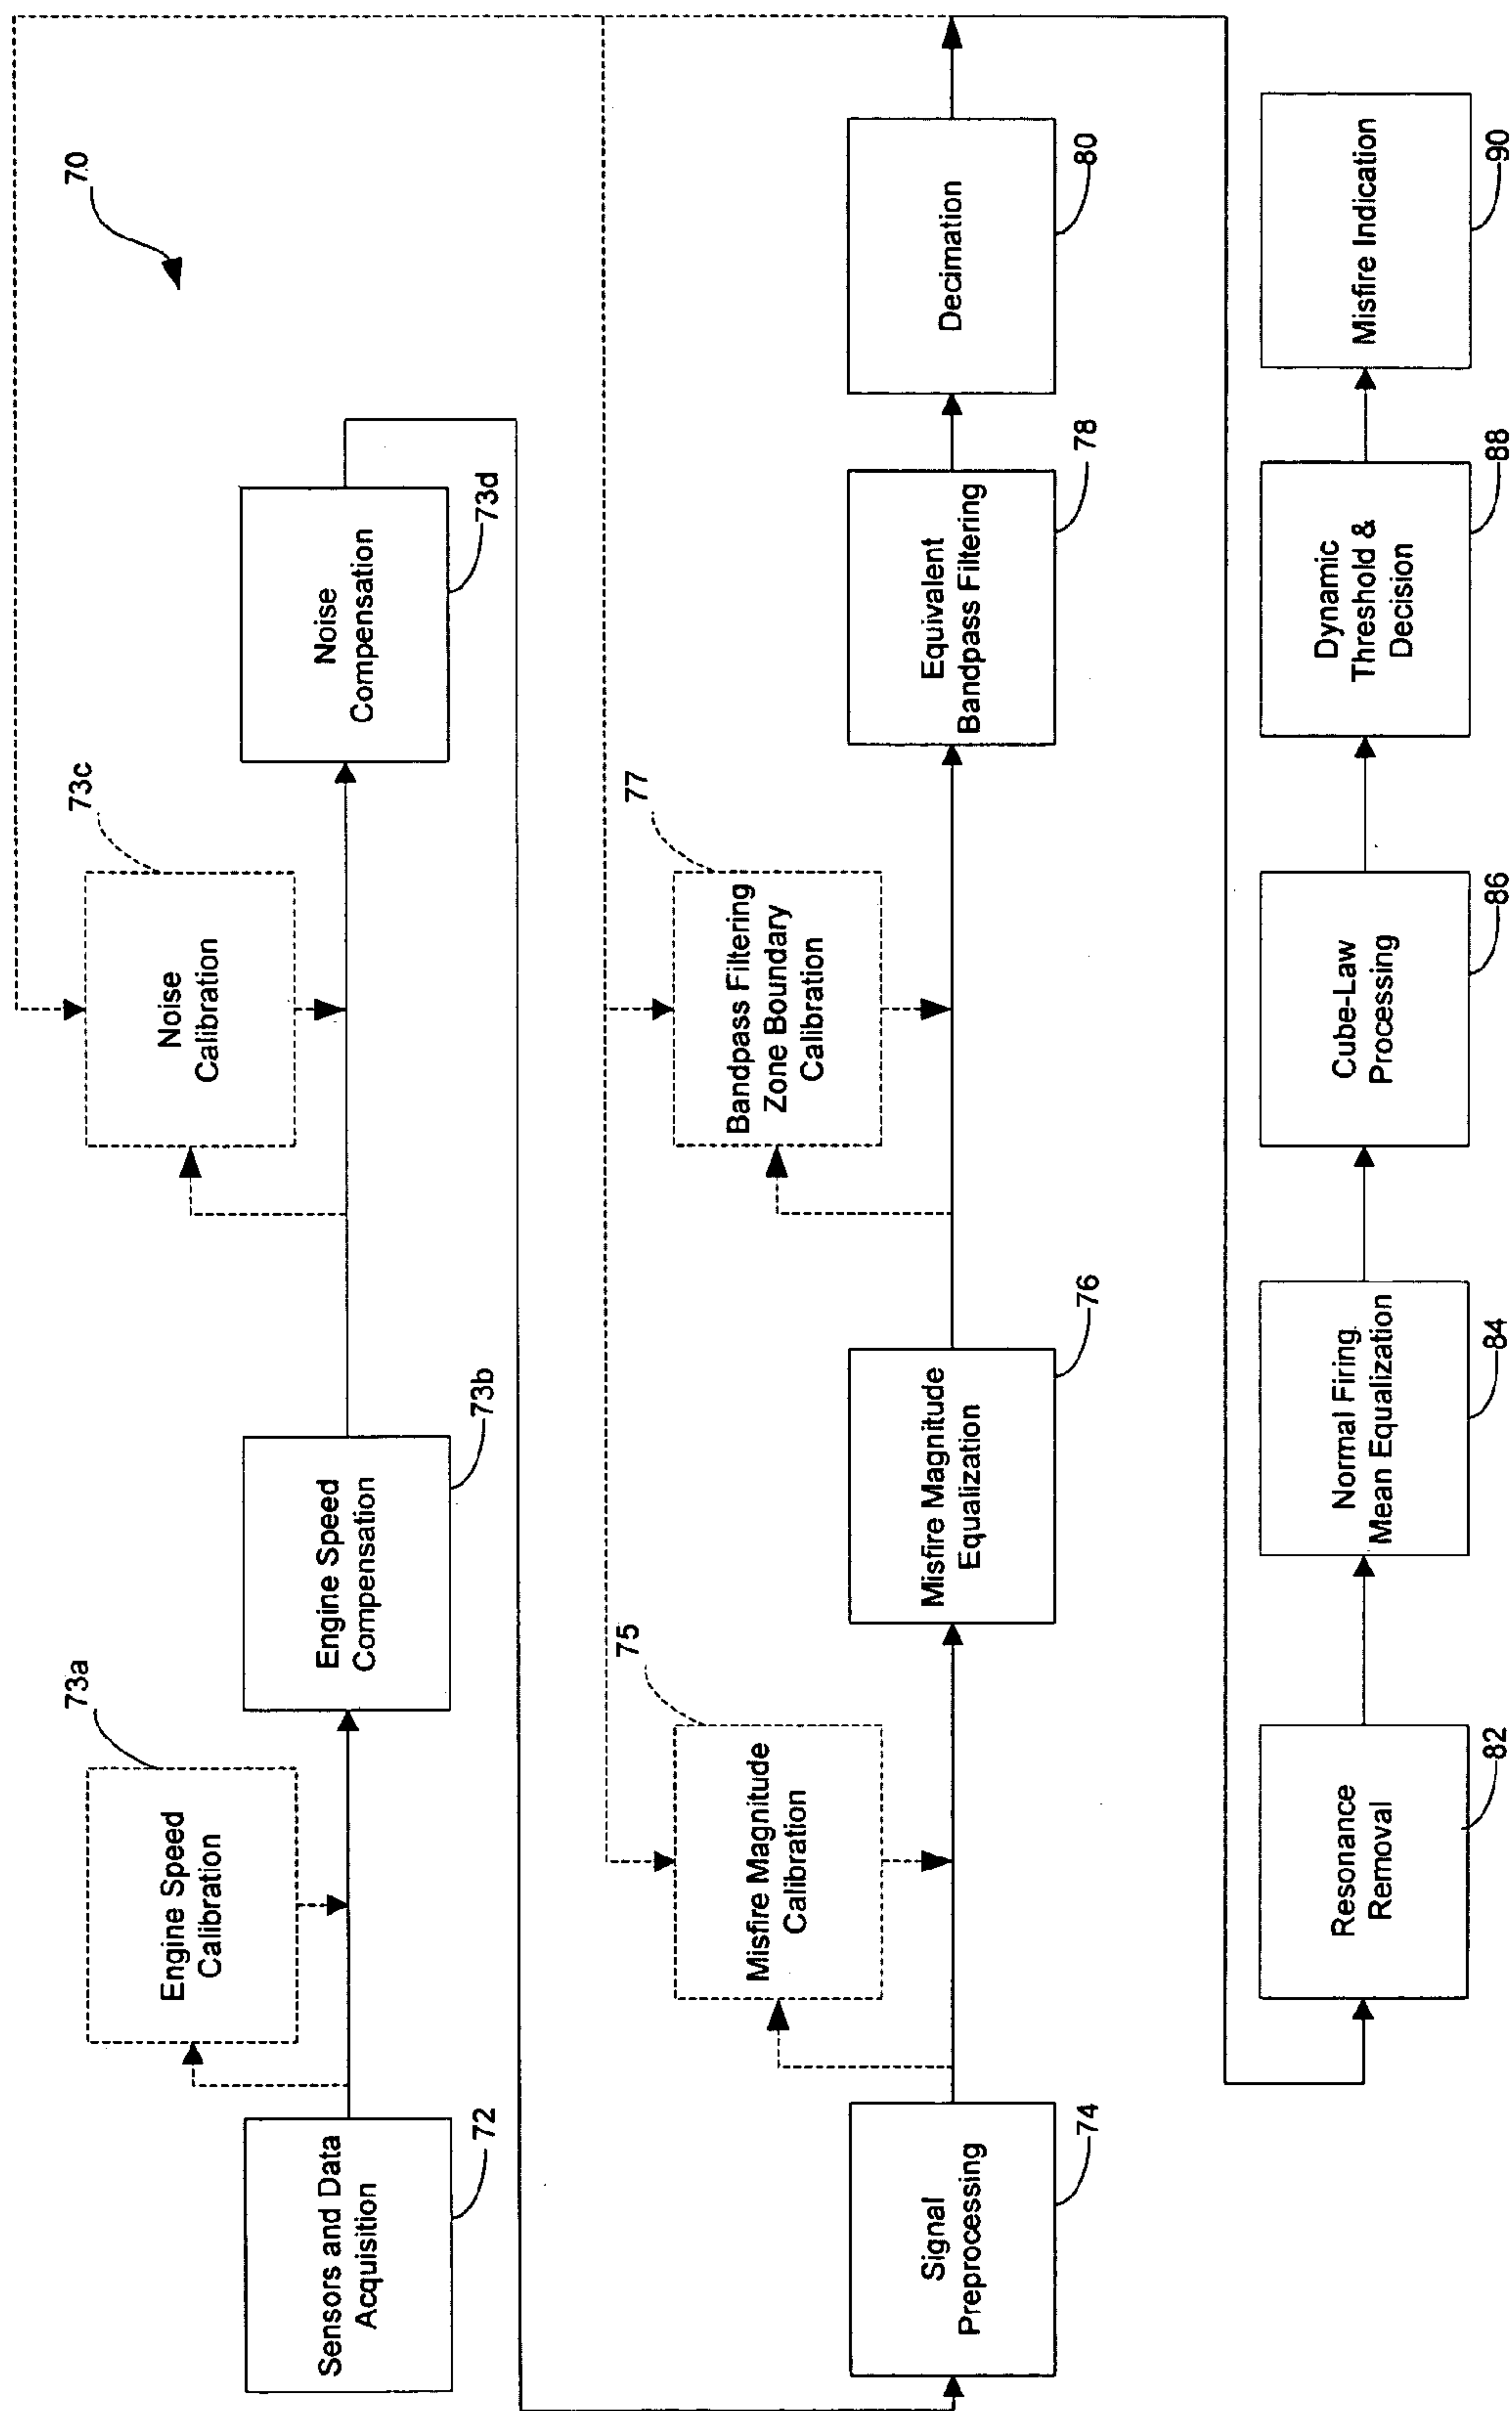 70
Engine Speed
Calibration
73a
Noise
Calibration
73c
Sensors and Data
Acquisition
72
Engine Speed
Compensation
73b
Noise
Compensation
73d
Misfire Magnitude
Calibration
75
Bandpass Filtering
Zone Boundary
Calibration
77
Signal
Preprocessing
74
Misfire Magnitude
Equalization
76
Equivalent
Bandpass Filtering
78
Decimation
80
Resonance
Removal
82
Normal Firing
Mean Equalization
84
Cube-Law
Processing
86
Dynamic
Threshold &
Decision
88
Misfire Indication
90